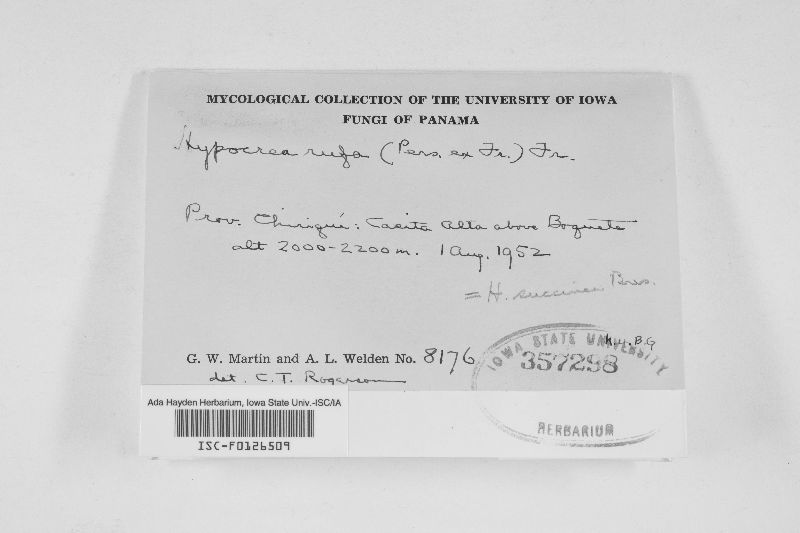 MYCOLOGICAL COLLECTION OF THE UNIVERSITY OF IOWA
FUNGI OF PANAMA
Hypocrea rufa (Pers. ex Fr.) Fr.
Prov. Chiriquí: Casita Alta above Boquete
alt 2000-2200m. 1 Aug. 1952
= H. succinea
G. W. Martin and A. L. Welden No. 8176
det. C. T. Rogerson
IOWA STATE UNIVERSITY
357298
HERBARIUM
Ada Hayden Herbarium, Iowa State Univ.-ISC/IA
ISC-F0126509